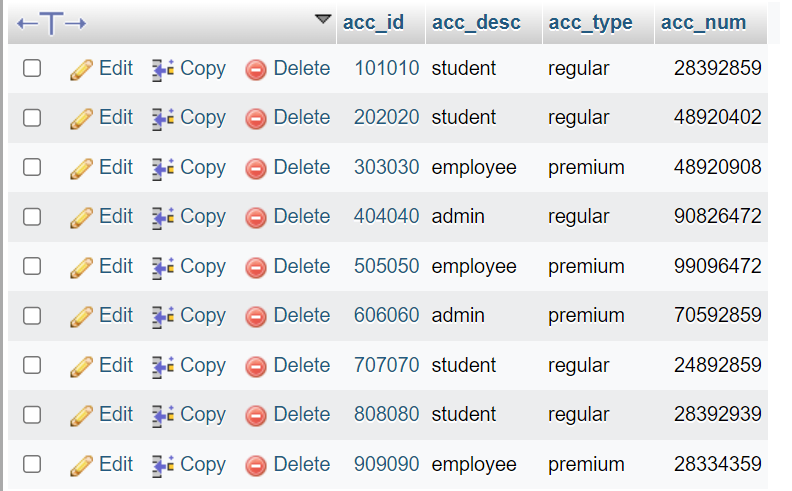 acc_id acc_desc acc_type acc_num
Edit Copy Delete 101010 student regular 28392859
Edit Copy Delete 202020 student regular 48920402
Edit Copy Delete 303030 employee premium 48920908
Edit Copy Delete 404040 admin regular 90826472
Edit Copy Delete 505050 employee premium 99096472
Edit Copy Delete 606060 admin premium 70592859
Edit Copy Delete 707070 student regular 24892859
Edit Copy Delete 808080 student regular 28392939
Edit Copy Delete 909090 employee premium 28334359